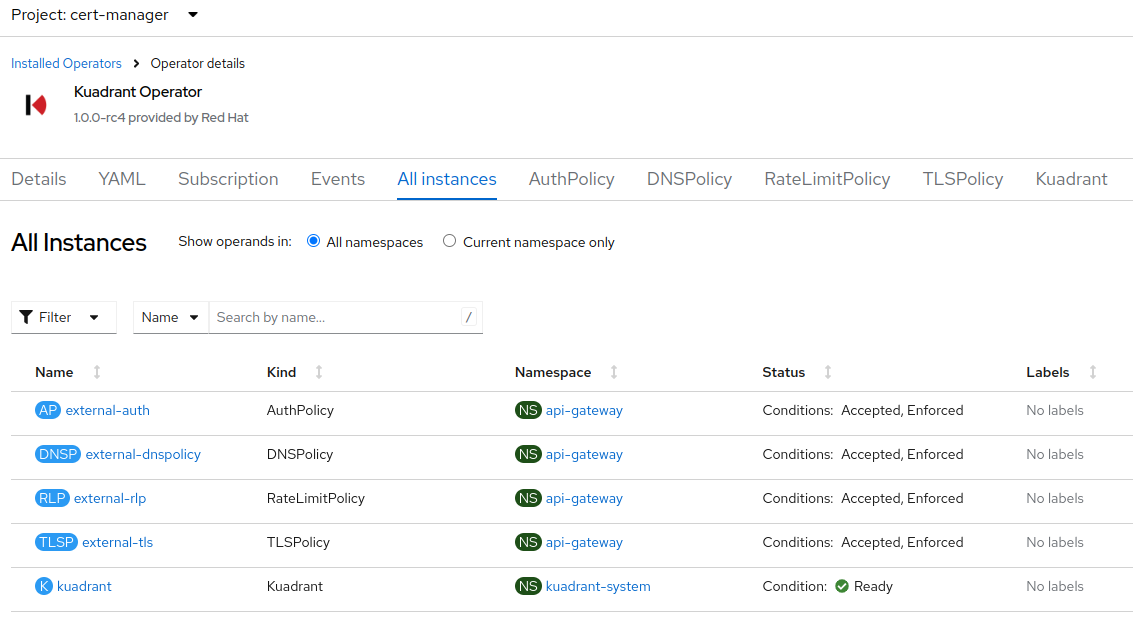 Project: cert-manager
Installed Operators Operator details
Kuadrant Operator
1.0.0-rc4 provided by Red Hat
Details YAML Subscription Events All instances AuthPolicy DNSPolicy RateLimitPolicy TLSPolicy Kuadrant
All Instances Show operands in: All namespaces Current namespace only
Filter Name Search by name... /
Name Kind Namespace Status Labels
AP external-auth AuthPolicy NS api-gateway Conditions: Accepted, Enforced No labels
DNSP external-dnspolicy DNSPolicy NS api-gateway Conditions: Accepted, Enforced No labels
RLP external-rlp RateLimitPolicy NS api-gateway Conditions: Accepted, Enforced No labels
TLSP external-tls TLSPolicy NS api-gateway Conditions: Accepted, Enforced No labels
K kuadrant Kuadrant NS kuadrant-system Condition: Ready No labels